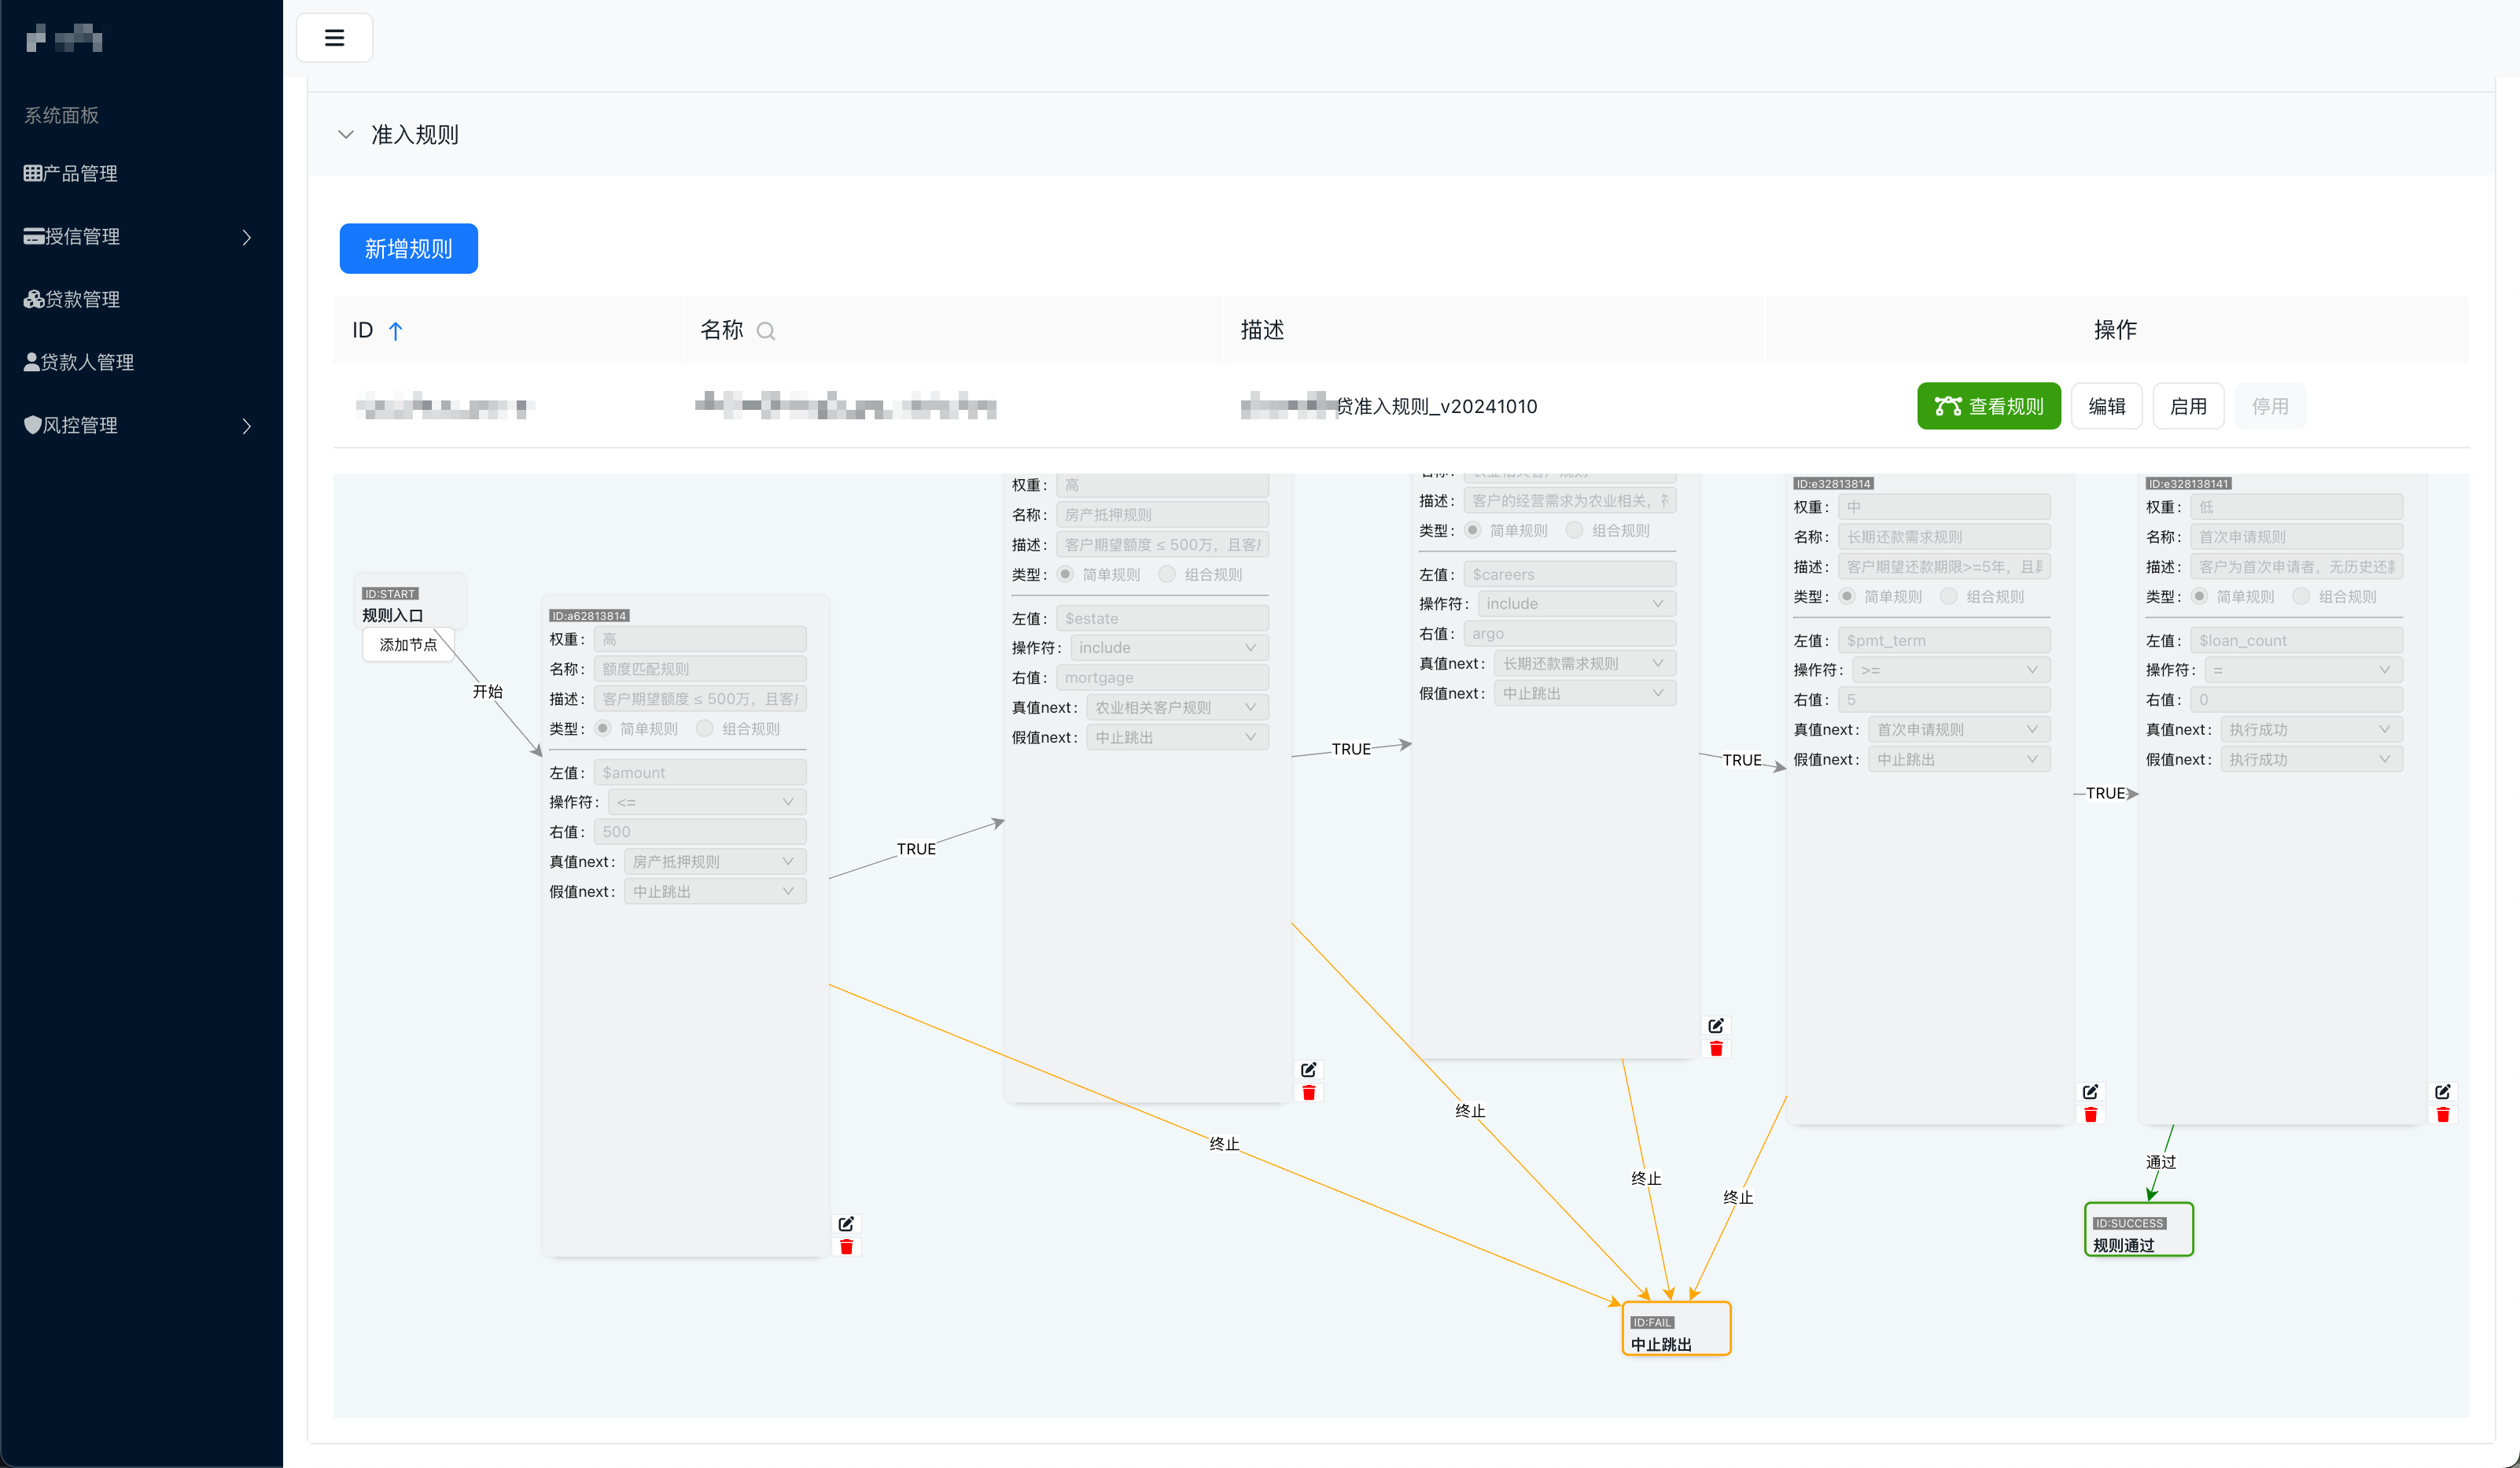 系统面板
产品管理
授信管理
贷款管理
贷款人管理
风控管理
准入规则
新增规则
ID 名称 描述 操作
贷准入规则_v20241010 查看规则 编辑 启用 停用
ID:START
规则入口
添加节点
开始
ID:a62813814
权重: 高
名称: 额度匹配规则
描述: 客户期望额度 ≤ 500万，且客
类型: 简单规则 组合规则
左值: $amount
操作符: <=
右值: 500
真值next: 房产抵押规则
假值next: 中止跳出
TRUE
终止
权重: 高
名称: 房产抵押规则
描述: 客户期望额度 ≤ 500万，且客
类型: 简单规则 组合规则
左值: $estate
操作符: include
右值: mortgage
真值next: 农业相关客户规则
假值next: 中止跳出
TRUE
终止
描述: 客户的经营需求为农业相关，
类型: 简单规则 组合规则
左值: $careers
操作符: include
右值: argo
真值next: 长期还款需求规则
假值next: 中止跳出
TRUE
终止
ID:e32813814
权重: 中
名称: 长期还款需求规则
描述: 客户期望还款期限>=5年，且
类型: 简单规则 组合规则
左值: $pmt_term
操作符: >=
右值: 5
真值next: 首次申请规则
假值next: 中止跳出
TRUE
终止
ID:e328138141
权重: 低
名称: 首次申请规则
描述: 客户为首次申请者，无历史还
类型: 简单规则 组合规则
左值: $loan_count
操作符: =
右值: 0
真值next: 执行成功
假值next: 执行成功
通过
ID:SUCCESS
规则通过
ID:FAIL
中止跳出